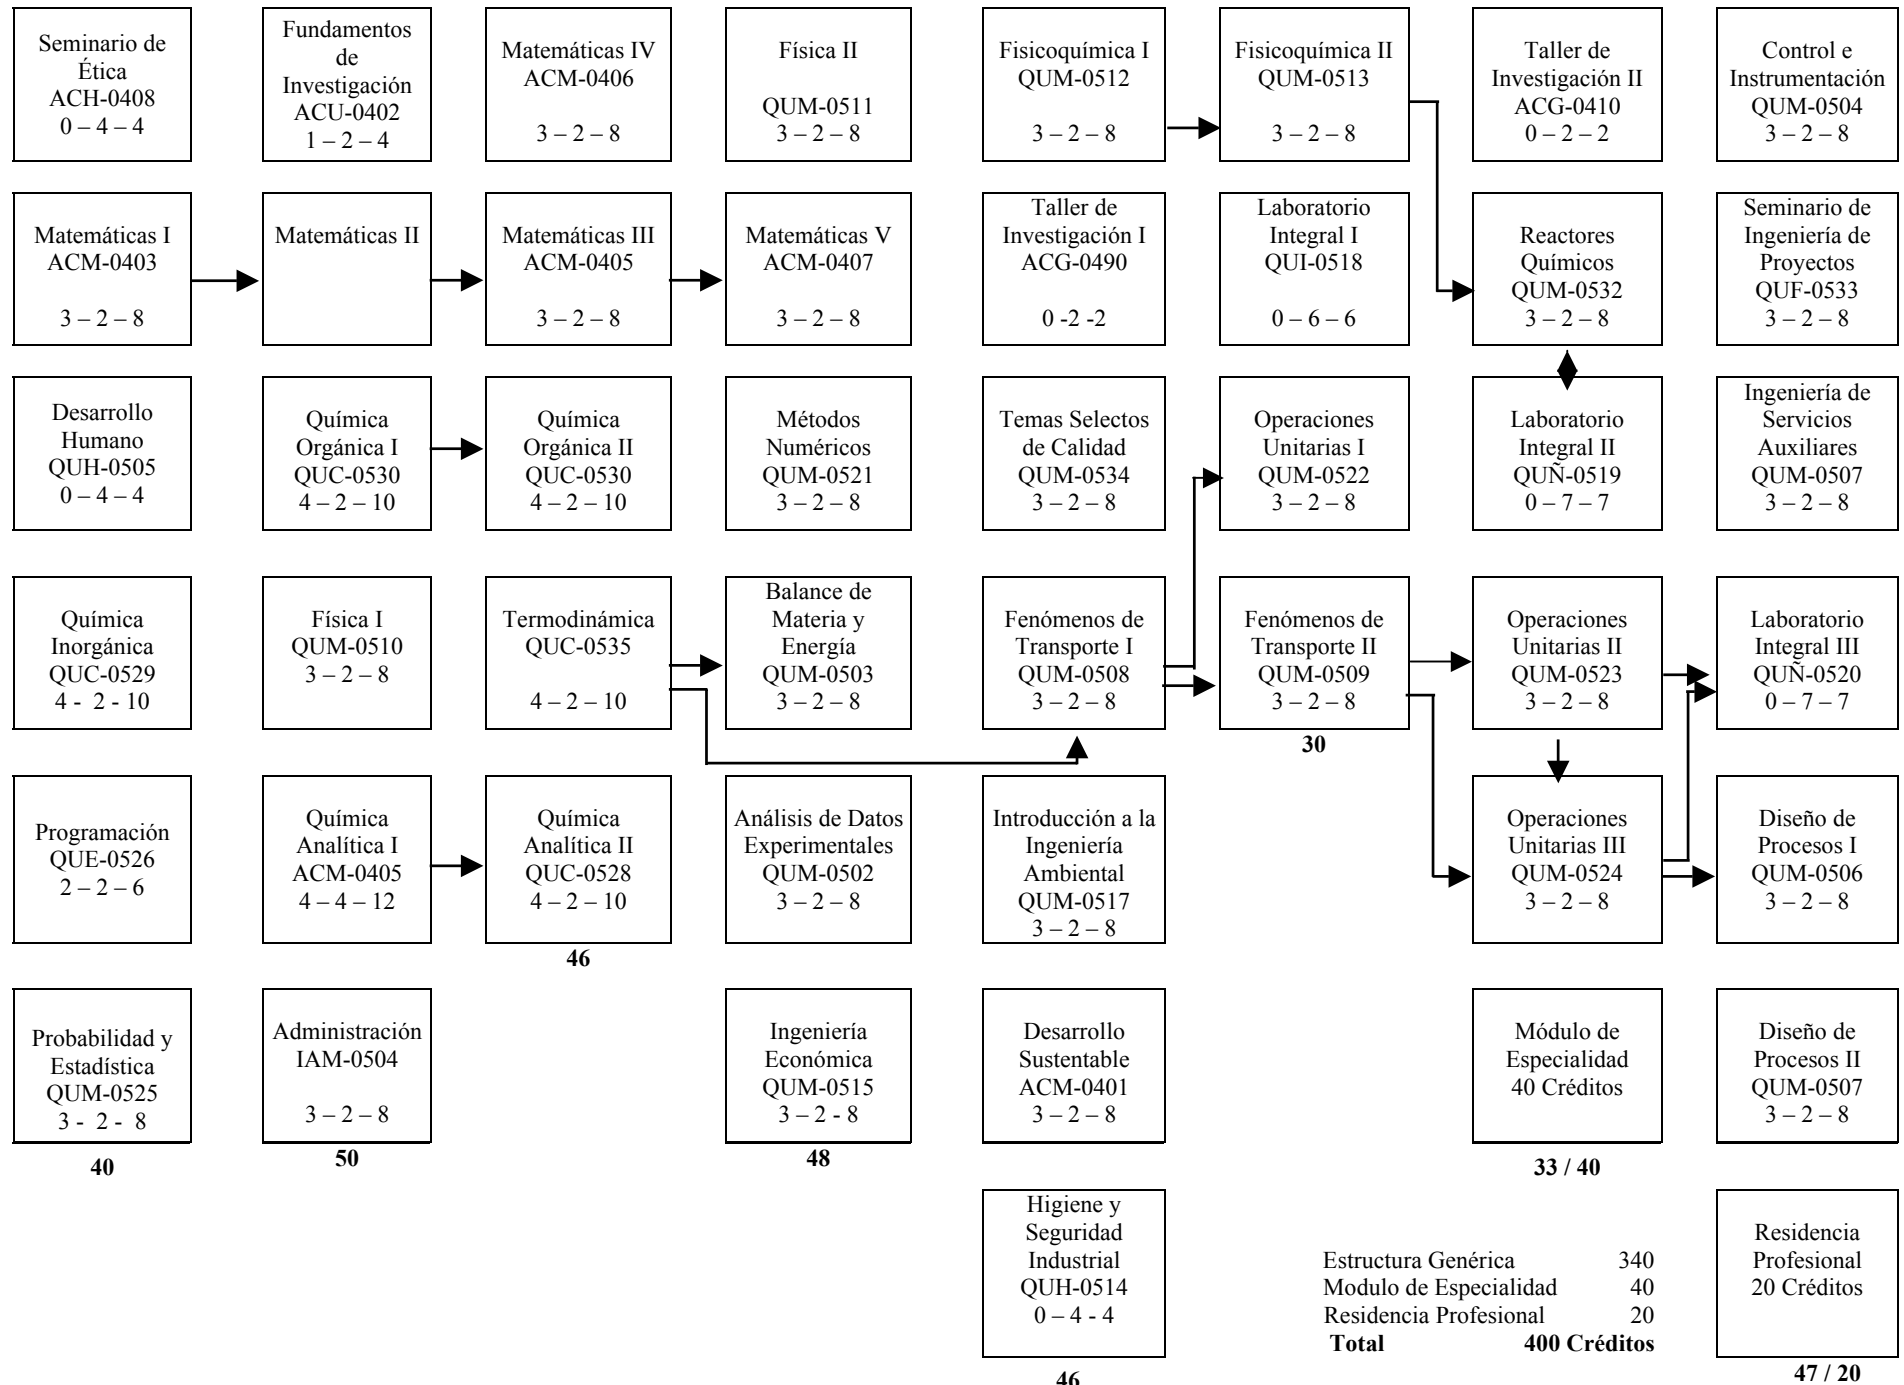 Seminario de
Ética
ACH-0408
0 – 4 – 4
Fundamentos
de
Investigación
ACU-0402
1 – 2 – 4
Matemáticas IV
ACM-0406
3 – 2 – 8
Física II
QUM-0511
3 – 2 – 8
Fisicoquímica I
QUM-0512
3 – 2 – 8
Fisicoquímica II
QUM-0513
3 – 2 – 8
Taller de
Investigación II
ACG-0410
0 – 2 – 2
Control e
Instrumentación
QUM-0504
3 – 2 – 8
Matemáticas I
ACM-0403
3 – 2 – 8
Matemáticas II
Matemáticas III
ACM-0405
3 – 2 – 8
Matemáticas V
ACM-0407
3 – 2 – 8
Taller de
Investigación I
ACG-0490
0 -2 -2
Laboratorio
Integral I
QUI-0518
0 – 6 – 6
Reactores
Químicos
QUM-0532
3 – 2 – 8
Seminario de
Ingeniería de
Proyectos
QUF-0533
3 – 2 – 8
Desarrollo
Humano
QUH-0505
0 – 4 – 4
Química
Orgánica I
QUC-0530
4 – 2 – 10
Química
Orgánica II
QUC-0530
4 – 2 – 10
Métodos
Numéricos
QUM-0521
3 – 2 – 8
Temas Selectos
de Calidad
QUM-0534
3 – 2 – 8
Operaciones
Unitarias I
QUM-0522
3 – 2 – 8
Laboratorio
Integral II
QUÑ-0519
0 – 7 – 7
Ingeniería de
Servicios
Auxiliares
QUM-0507
3 – 2 – 8
Química
Inorgánica
QUC-0529
4 - 2 - 10
Física I
QUM-0510
3 – 2 – 8
Termodinámica
QUC-0535
4 – 2 – 10
Balance de
Materia y
Energía
QUM-0503
3 – 2 – 8
Fenómenos de
Transporte I
QUM-0508
3 – 2 – 8
Fenómenos de
Transporte II
QUM-0509
3 – 2 – 8
30
Operaciones
Unitarias II
QUM-0523
3 – 2 – 8
Laboratorio
Integral III
QUÑ-0520
0 – 7 – 7
Programación
QUE-0526
2 – 2 – 6
Química
Analítica I
ACM-0405
4 – 4 – 12
Química
Analítica II
QUC-0528
4 – 2 – 10
46
Análisis de Datos
Experimentales
QUM-0502
3 – 2 – 8
Introducción a la
Ingeniería
Ambiental
QUM-0517
3 – 2 – 8
Operaciones
Unitarias III
QUM-0524
3 – 2 – 8
Diseño de
Procesos I
QUM-0506
3 – 2 – 8
Probabilidad y
Estadística
QUM-0525
3 - 2 - 8
40
Administración
IAM-0504
3 – 2 – 8
50
Ingeniería
Económica
QUM-0515
3 – 2 - 8
48
Desarrollo
Sustentable
ACM-0401
3 – 2 – 8
Módulo de
Especialidad
40 Créditos
33 / 40
Diseño de
Procesos II
QUM-0507
3 – 2 – 8
Higiene y
Seguridad
Industrial
QUH-0514
0 – 4 - 4
46
Estructura Genérica 340
Modulo de Especialidad 40
Residencia Profesional 20
Total 400 Créditos
Residencia
Profesional
20 Créditos
47 / 20